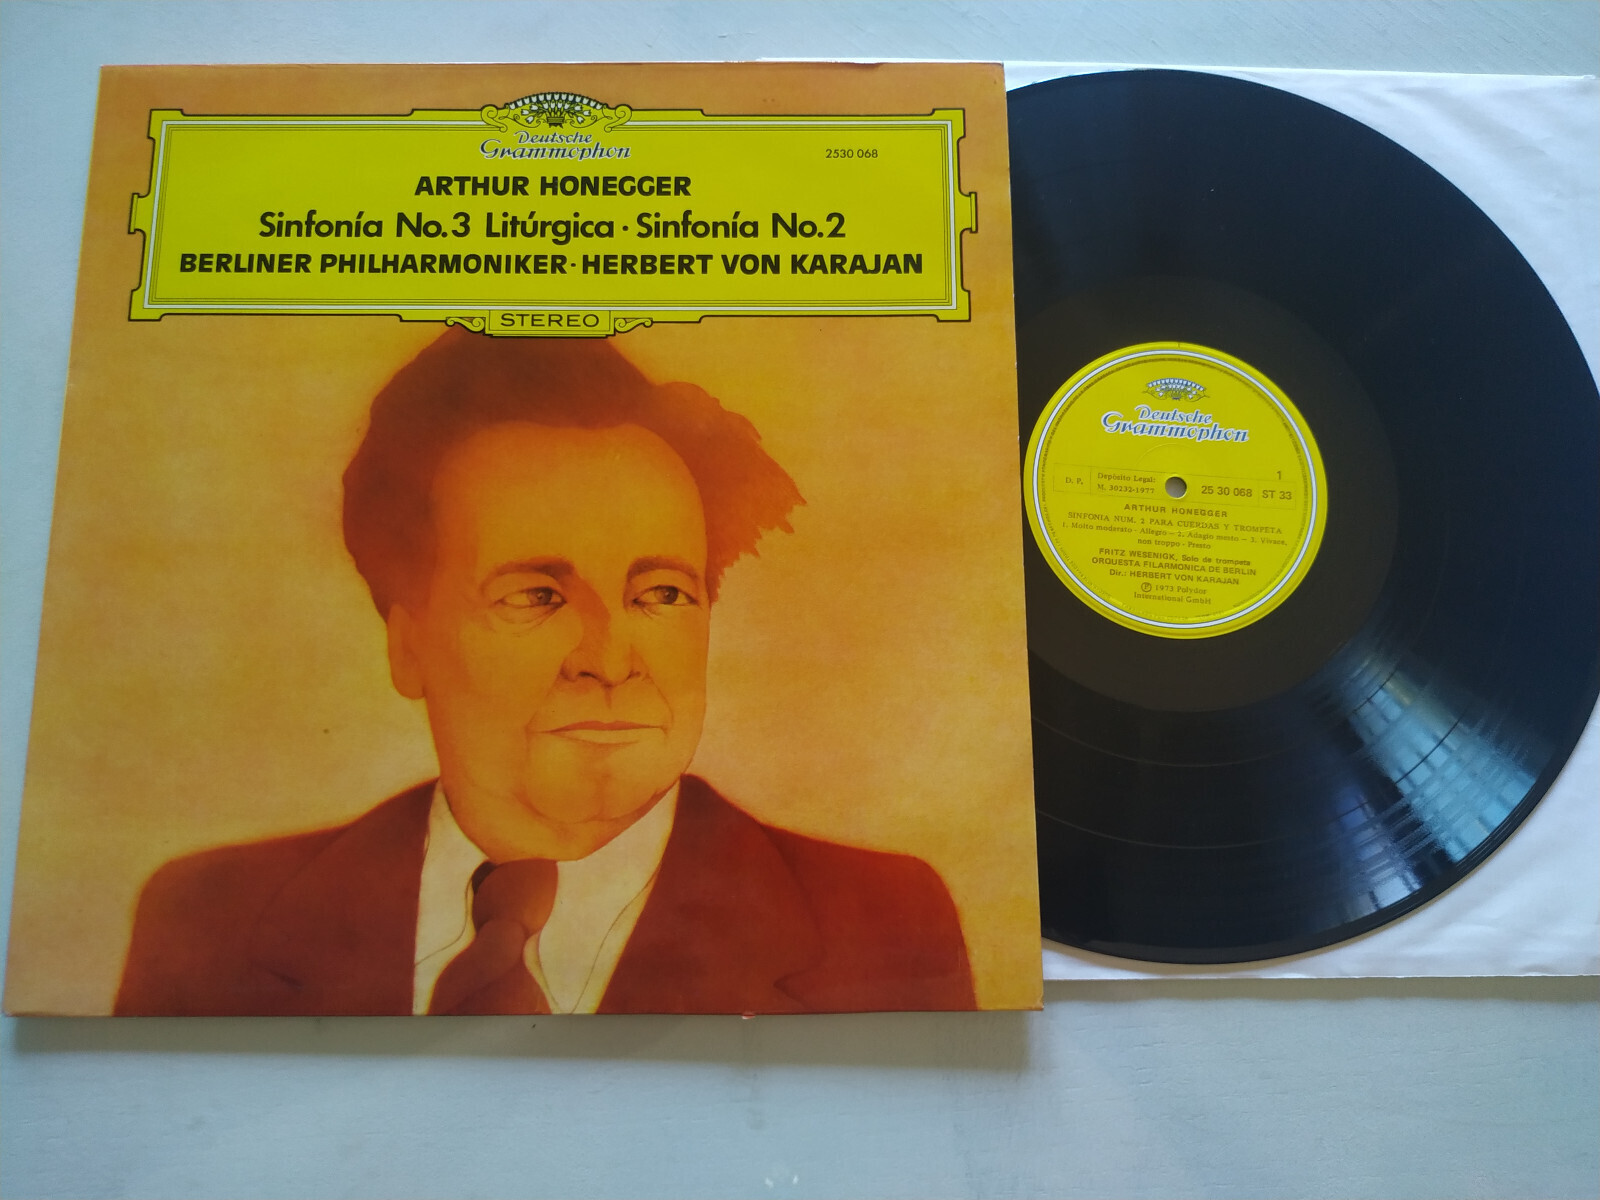 Deutsche
Grammophon
2530 068
ARTHUR HONEGGER
Sinfonía No.3 Litúrgica · Sinfonía No.2
BERLINER PHILHARMONIKER · HERBERT VON KARAJAN
STEREO
Deutsche
Grammophon
1
D. P.
Depósito Legal:
M. 30232-1977
25 30 068 ST 33
ARTHUR HONEGGER
SINFONIA NUM. 2 PARA CUERDAS Y TROMPETA
1. Molto moderato - Allegro — 2. Adagio mesto — 3. Vivace,
non troppo - Presto
FRITZ WESENIGK, Solo de trompeta
ORQUESTA FILARMONICA DE BERLIN
Dir.: HERBERT VON KARAJAN
Ⓟ 1973 Polydor
International GmbH